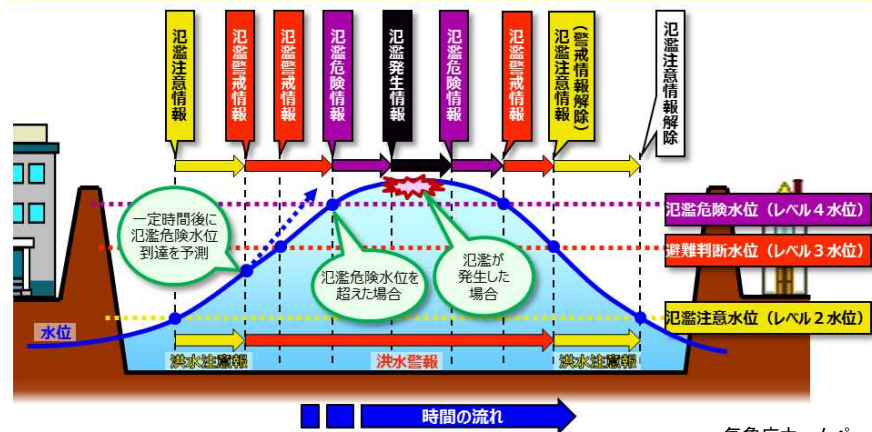 氾濫注意情報
氾濫警戒情報
氾濫警戒情報
氾濫危険情報
氾濫発生情報
氾濫危険情報
氾濫警戒情報
氾濫注意情報
(警戒情報解除)
氾濫注意情報解除
一定時間後に
氾濫危険水位
到達を予測
氾濫危険水位を
超えた場合
氾濫が
発生した
場合
氾濫危険水位(レベル4水位)
避難判断水位(レベル3水位)
氾濫注意水位(レベル2水位)
水位
洪水注意報
洪水警報
洪水注意報
時間の流れ